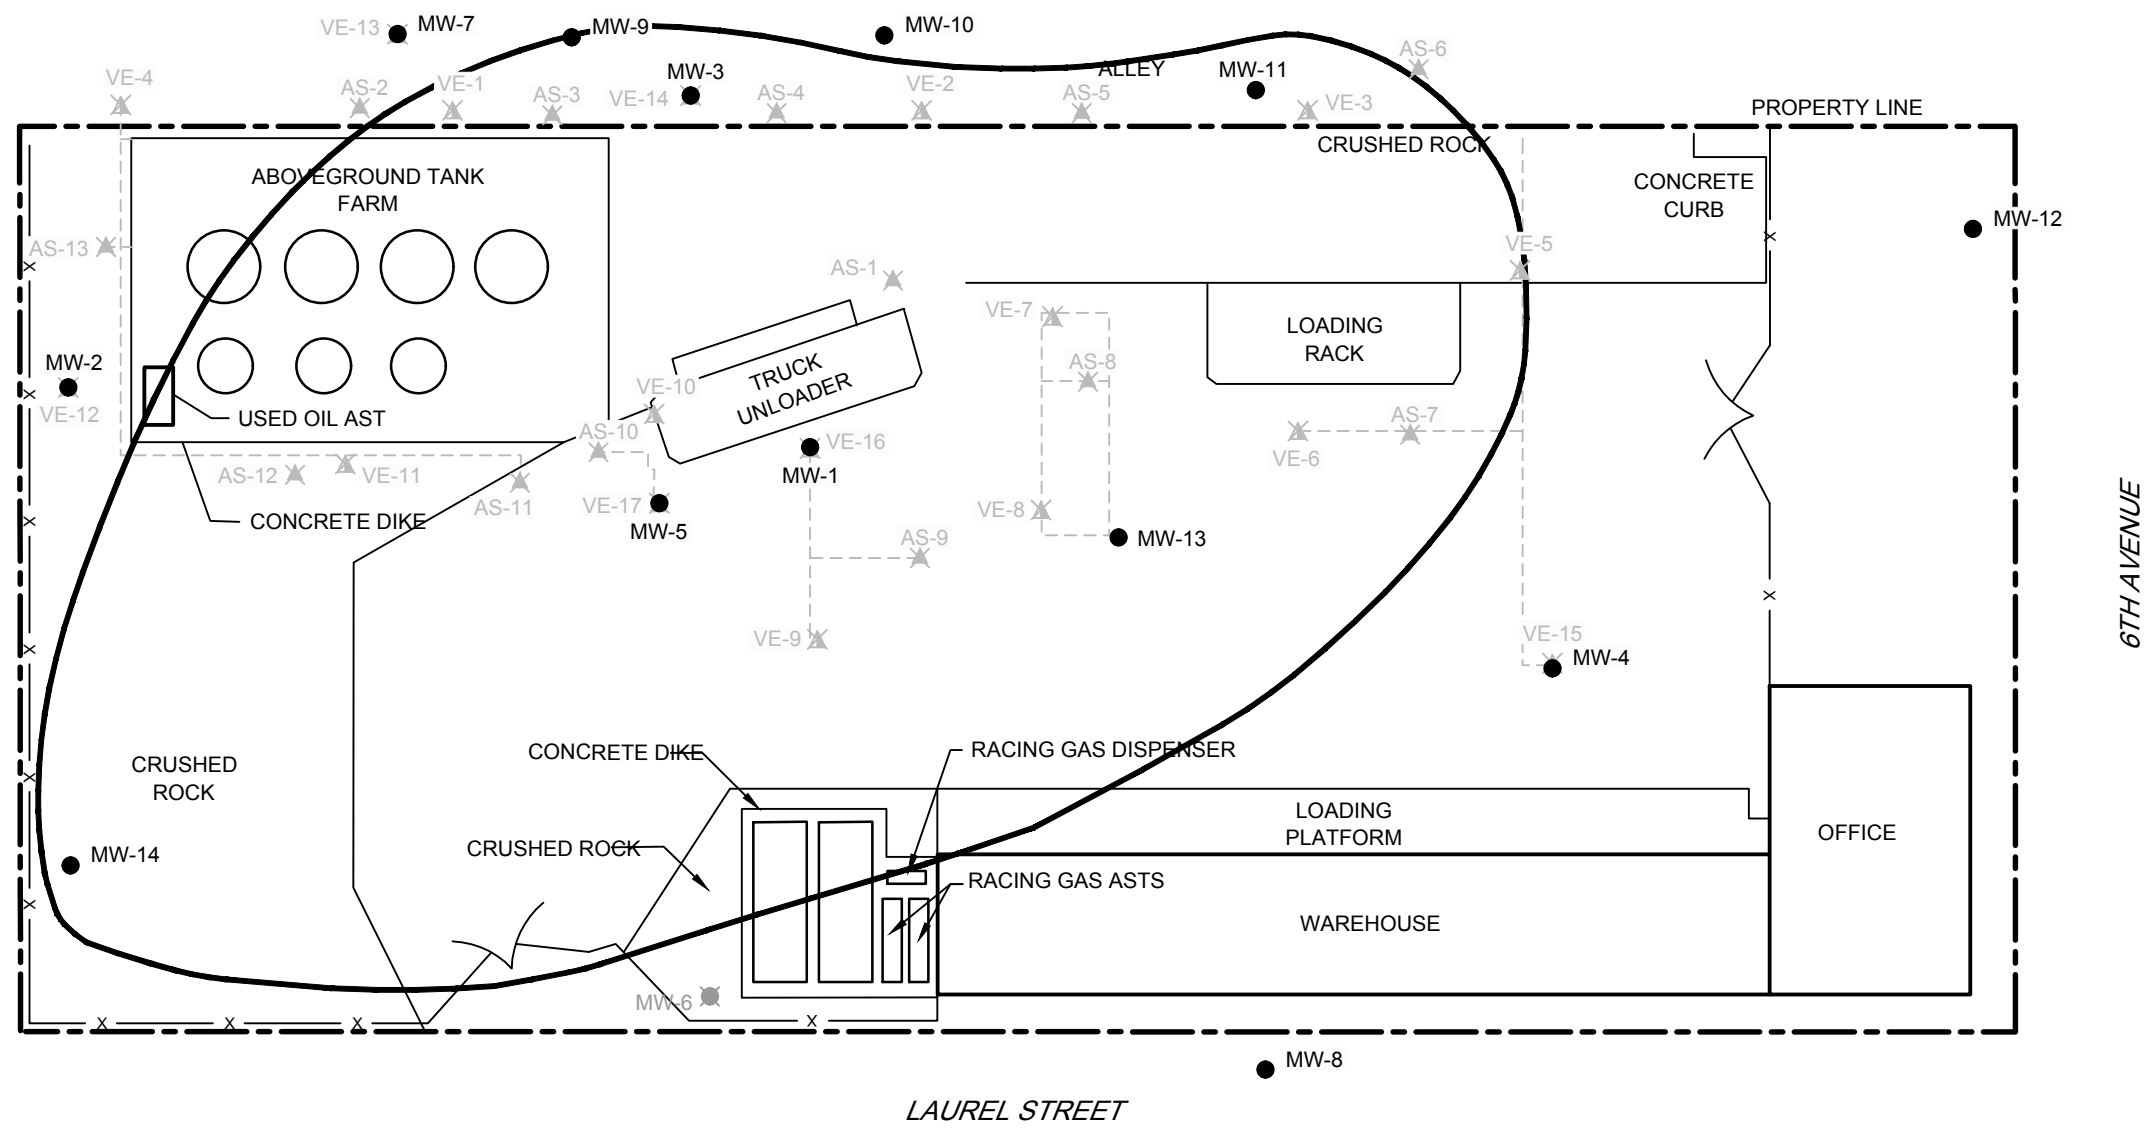 VE-13
MW-7
MW-9
MW-10
AS-6
VE-4
AS-2
VE-1
AS-3
VE-14
MW-3
AS-4
VE-2
AS-5
ALLEY
MW-11
VE-3
PROPERTY LINE
CRUSHED ROCK
ABOVEGROUND TANK
FARM
CONCRETE
CURB
MW-12
AS-13
X
X
VE-5
AS-1
VE-7
LOADING
RACK
AS-8
MW-2
VE-12
X
USED OIL AST
VE-10
TRUCK
UNLOADER
AS-10
VE-16
MW-1
AS-7
VE-6
AS-12
VE-11
AS-11
VE-17
MW-5
VE-8
MW-13
X
CONCRETE DIKE
AS-9
6TH AVENUE
X
X
VE-9
VE-15
MW-4
X
CRUSHED
ROCK
CONCRETE DIKE
RACING GAS DISPENSER
LOADING
PLATFORM
OFFICE
MW-14
CRUSHED ROCK
RACING GAS ASTS
X
WAREHOUSE
MW-6
X
X
X
X
MW-8
LAUREL STREET